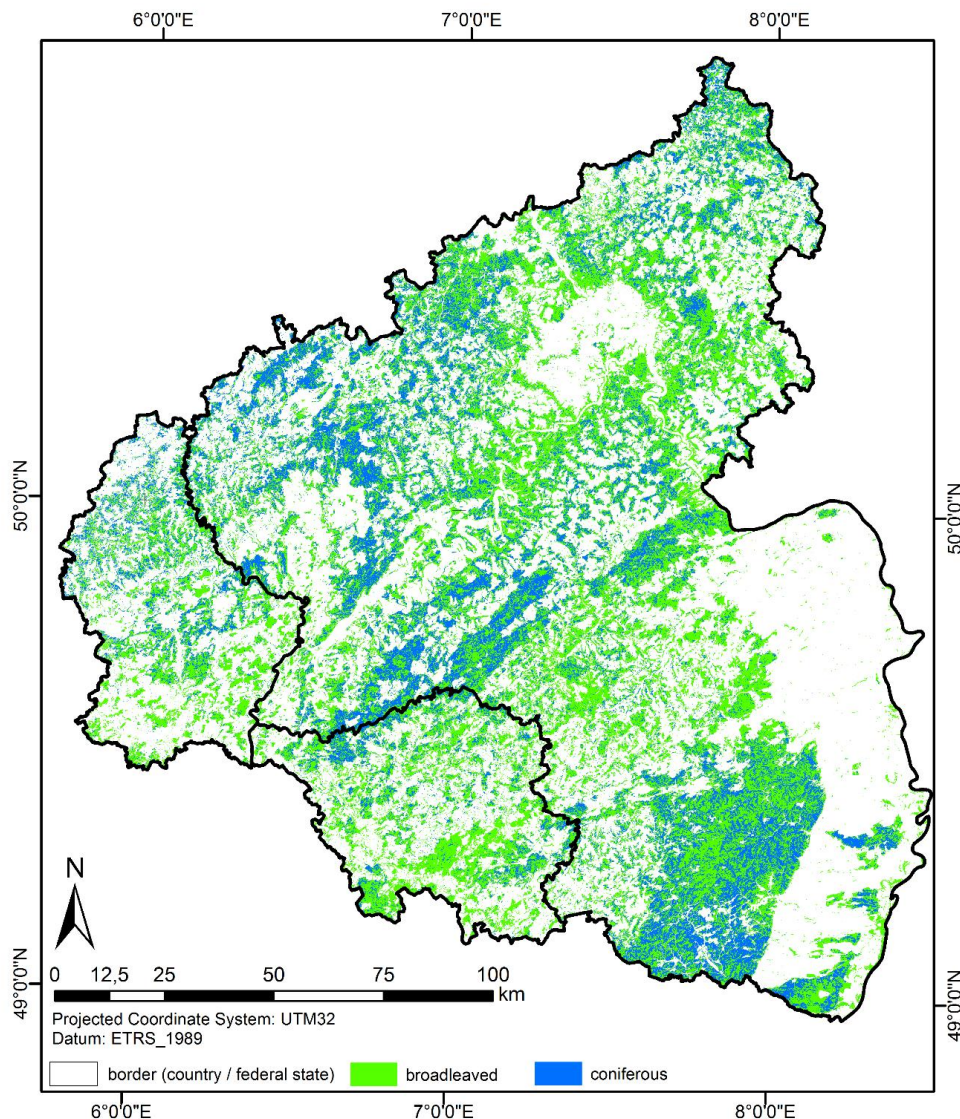 6°0'0"E 7°0'0"E 8°0'0"E
50°0'0"N
50°0'0"N
N
49°0'0"N
49°0'0"N
0 12,5 25 50 75 100
km
Projected Coordinate System: UTM32
Datum: ETRS_1989
border (country / federal state) broadleaved coniferous
6°0'0"E 7°0'0"E 8°0'0"E